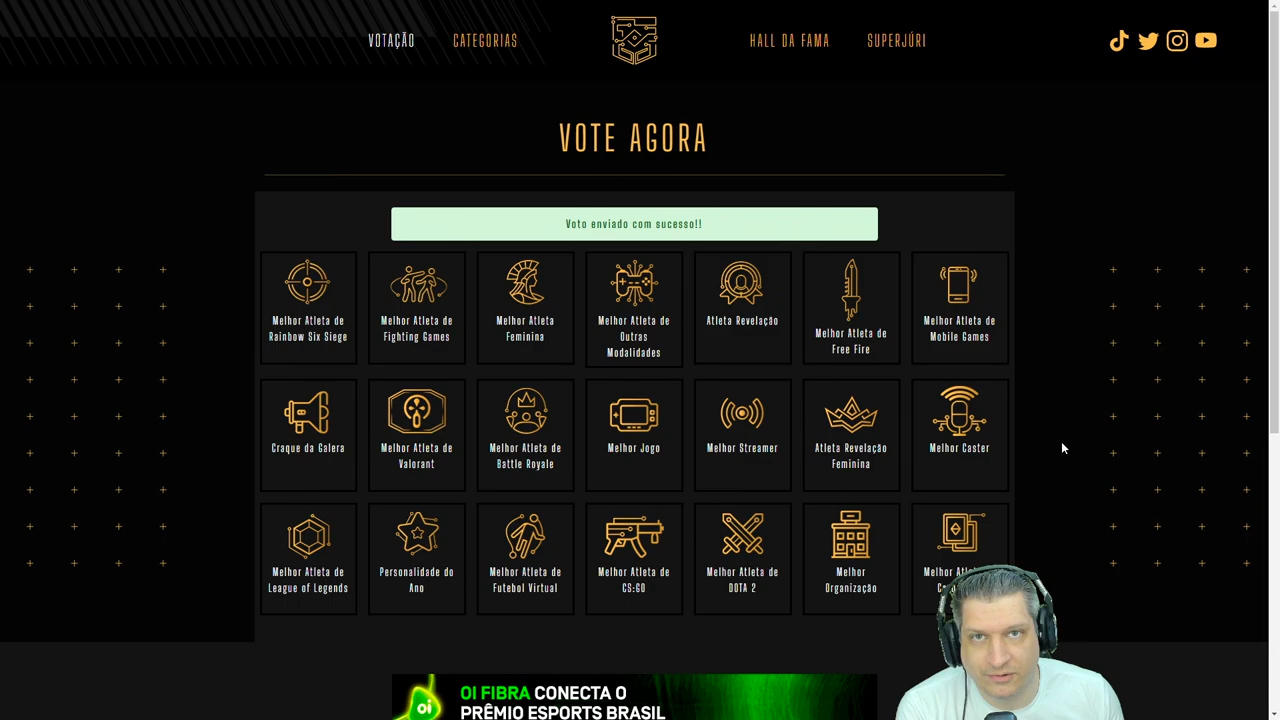 VOTAÇÃO
CATEGORIAS
HALL DA FAMA
SUPERJÚRI
VOTE AGORA
Voto enviado com sucesso!!
Melhor Atleta de
Rainbow Six Siege
Melhor Atleta de
Fighting Games
Melhor Atleta
Feminina
Melhor Atleta de
Outras
Modalidades
Atleta Revelação
Melhor Atleta de
Free Fire
Melhor Atleta de
Mobile Games
Craque da Galera
Melhor Atleta de
Valorant
Melhor Atleta de
Battle Royale
Melhor Jogo
Melhor Streamer
Atleta Revelação
Feminina
Melhor Caster
Melhor Atleta de
League of Legends
Personalidade do
Ano
Melhor Atleta de
Futebol Virtual
Melhor Atleta de
CS:GO
Melhor Atleta de
DOTA 2
Melhor
Organização
Melhor
oi
OI FIBRA CONECTA O
PRÊMIO ESPORTS BRASIL